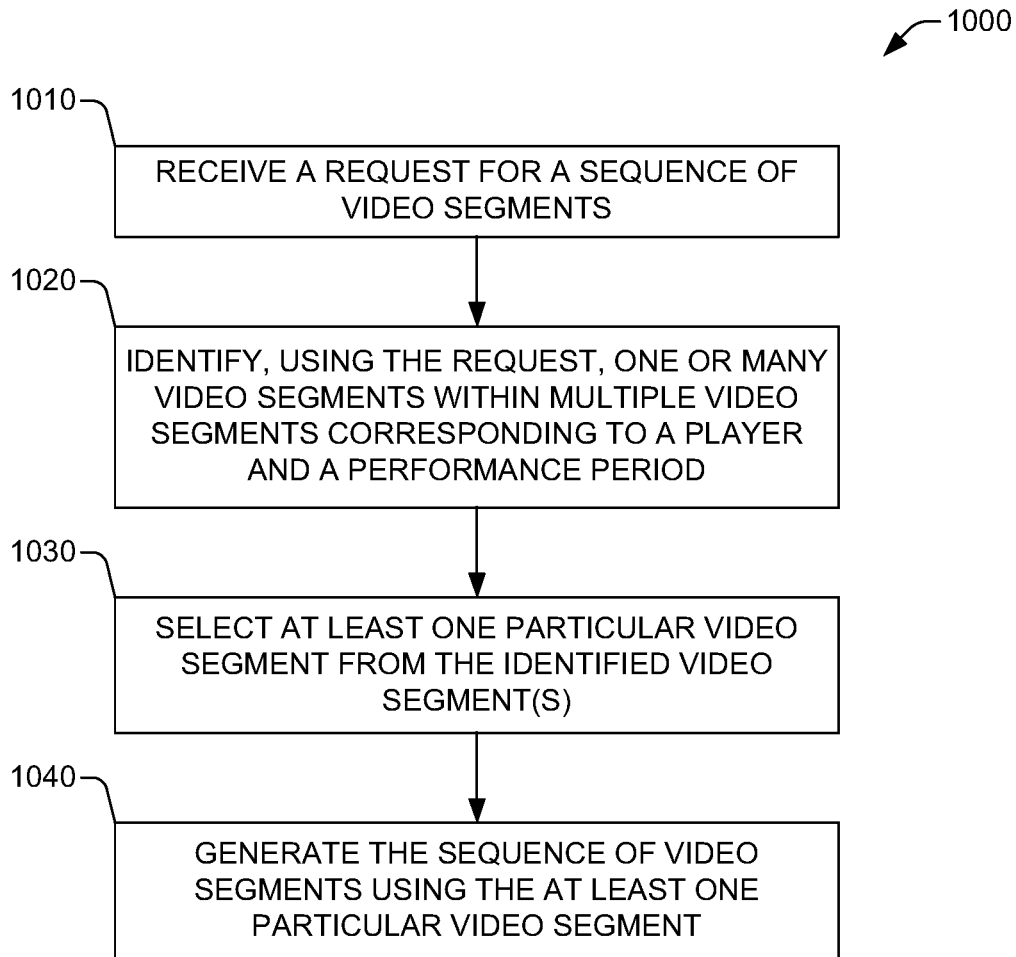 1000
1010
RECEIVE A REQUEST FOR A SEQUENCE OF
VIDEO SEGMENTS
1020
IDENTIFY, USING THE REQUEST, ONE OR MANY
VIDEO SEGMENTS WITHIN MULTIPLE VIDEO
SEGMENTS CORRESPONDING TO A PLAYER
AND A PERFORMANCE PERIOD
1030
SELECT AT LEAST ONE PARTICULAR VIDEO
SEGMENT FROM THE IDENTIFIED VIDEO
SEGMENT(S)
1040
GENERATE THE SEQUENCE OF VIDEO
SEGMENTS USING THE AT LEAST ONE
PARTICULAR VIDEO SEGMENT